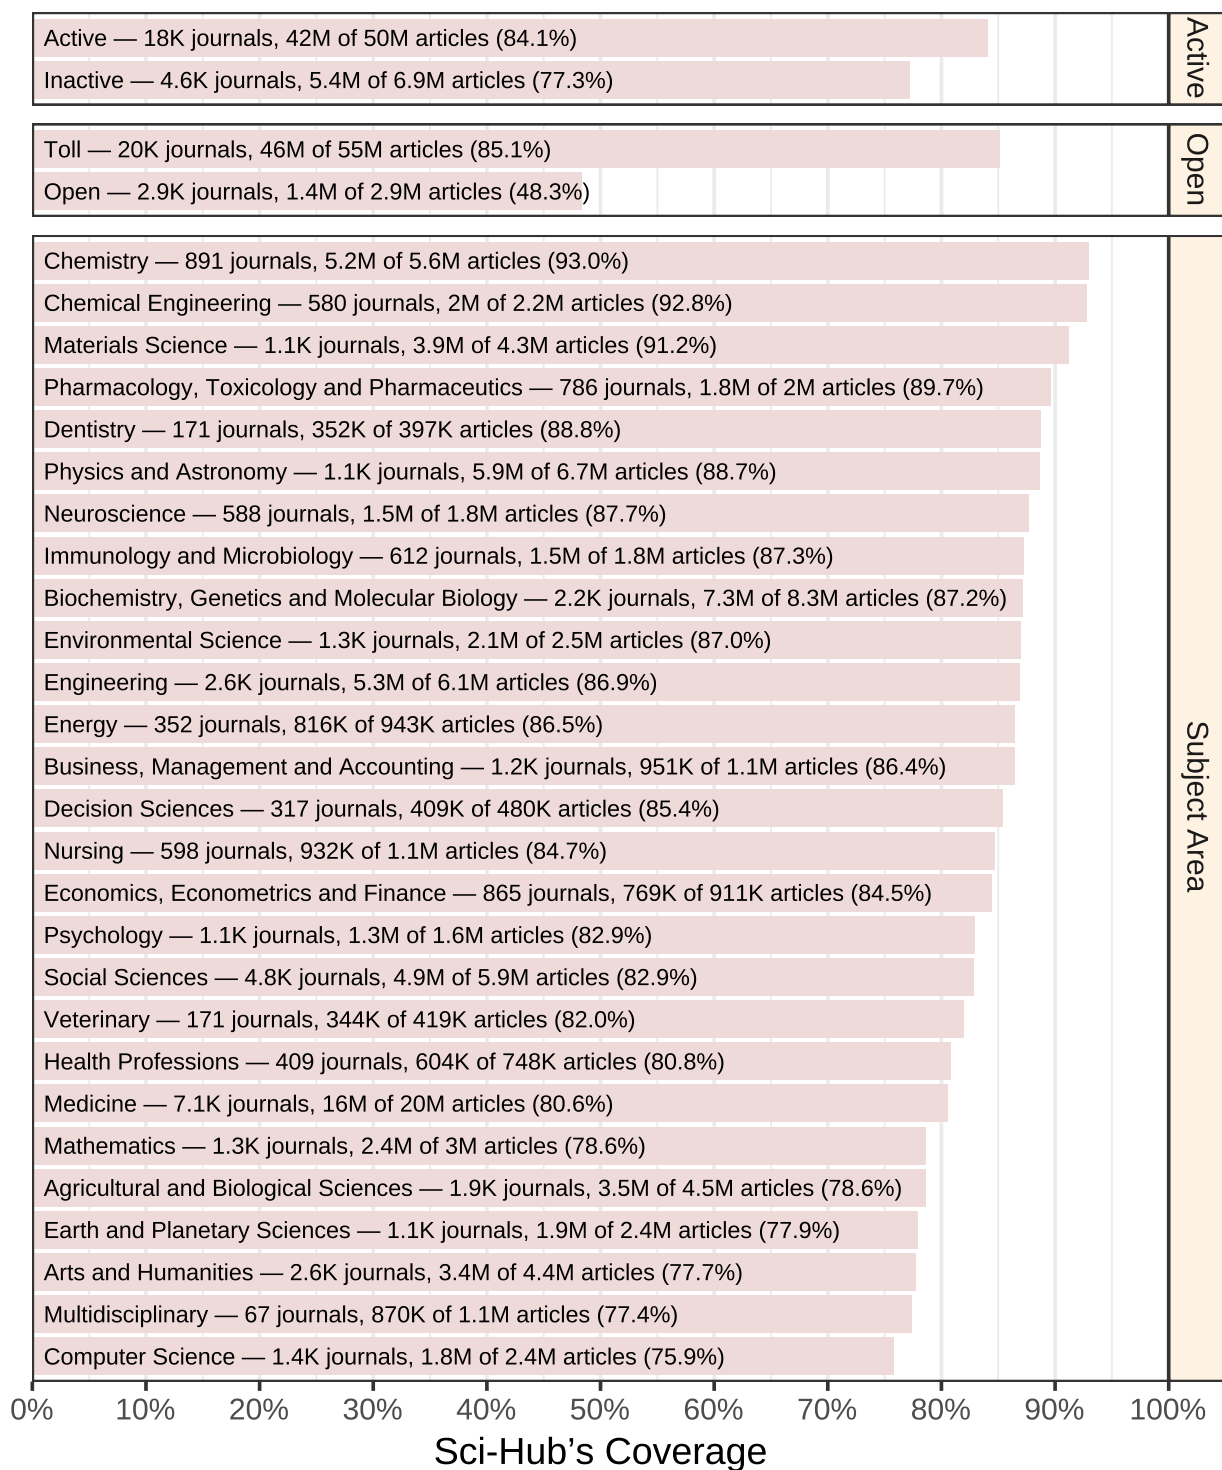 Active — 18K journals, 42M of 50M articles (84.1%)
Inactive — 4.6K journals, 5.4M of 6.9M articles (77.3%)
Active
Toll — 20K journals, 46M of 55M articles (85.1%)
Open — 2.9K journals, 1.4M of 2.9M articles (48.3%)
Open
Chemistry — 891 journals, 5.2M of 5.6M articles (93.0%)
Chemical Engineering — 580 journals, 2M of 2.2M articles (92.8%)
Materials Science — 1.1K journals, 3.9M of 4.3M articles (91.2%)
Pharmacology, Toxicology and Pharmaceutics — 786 journals, 1.8M of 2M articles (89.7%)
Dentistry — 171 journals, 352K of 397K articles (88.8%)
Physics and Astronomy — 1.1K journals, 5.9M of 6.7M articles (88.7%)
Neuroscience — 588 journals, 1.5M of 1.8M articles (87.7%)
Immunology and Microbiology — 612 journals, 1.5M of 1.8M articles (87.3%)
Biochemistry, Genetics and Molecular Biology — 2.2K journals, 7.3M of 8.3M articles (87.2%)
Environmental Science — 1.3K journals, 2.1M of 2.5M articles (87.0%)
Engineering — 2.6K journals, 5.3M of 6.1M articles (86.9%)
Energy — 352 journals, 816K of 943K articles (86.5%)
Business, Management and Accounting — 1.2K journals, 951K of 1.1M articles (86.4%)
Decision Sciences — 317 journals, 409K of 480K articles (85.4%)
Nursing — 598 journals, 932K of 1.1M articles (84.7%)
Economics, Econometrics and Finance — 865 journals, 769K of 911K articles (84.5%)
Psychology — 1.1K journals, 1.3M of 1.6M articles (82.9%)
Social Sciences — 4.8K journals, 4.9M of 5.9M articles (82.9%)
Veterinary — 171 journals, 344K of 419K articles (82.0%)
Health Professions — 409 journals, 604K of 748K articles (80.8%)
Medicine — 7.1K journals, 16M of 20M articles (80.6%)
Mathematics — 1.3K journals, 2.4M of 3M articles (78.6%)
Agricultural and Biological Sciences — 1.9K journals, 3.5M of 4.5M articles (78.6%)
Earth and Planetary Sciences — 1.1K journals, 1.9M of 2.4M articles (77.9%)
Arts and Humanities — 2.6K journals, 3.4M of 4.4M articles (77.7%)
Multidisciplinary — 67 journals, 870K of 1.1M articles (77.4%)
Computer Science — 1.4K journals, 1.8M of 2.4M articles (75.9%)
Subject Area
0% 10% 20% 30% 40% 50% 60% 70% 80% 90% 100%
Sci-Hub’s Coverage